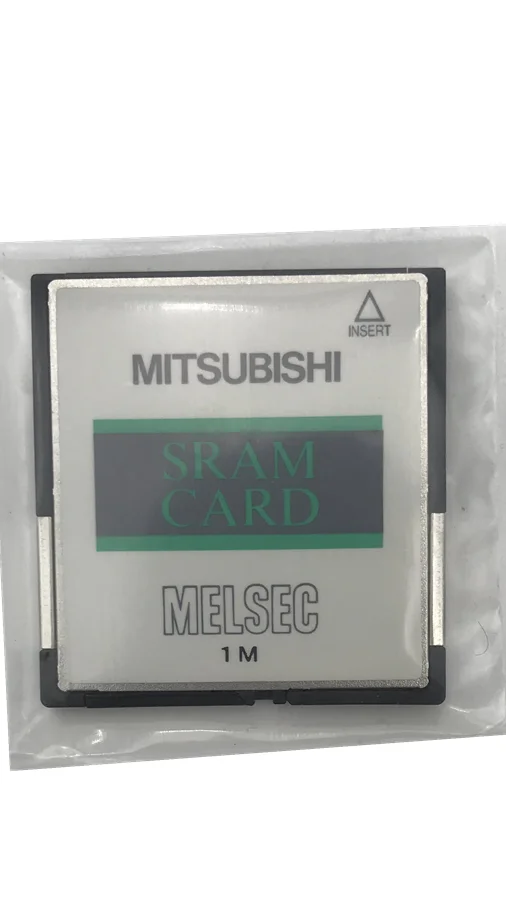 INSERT
MITSUBISHI
SRAM
CARD
MELSEC
1M